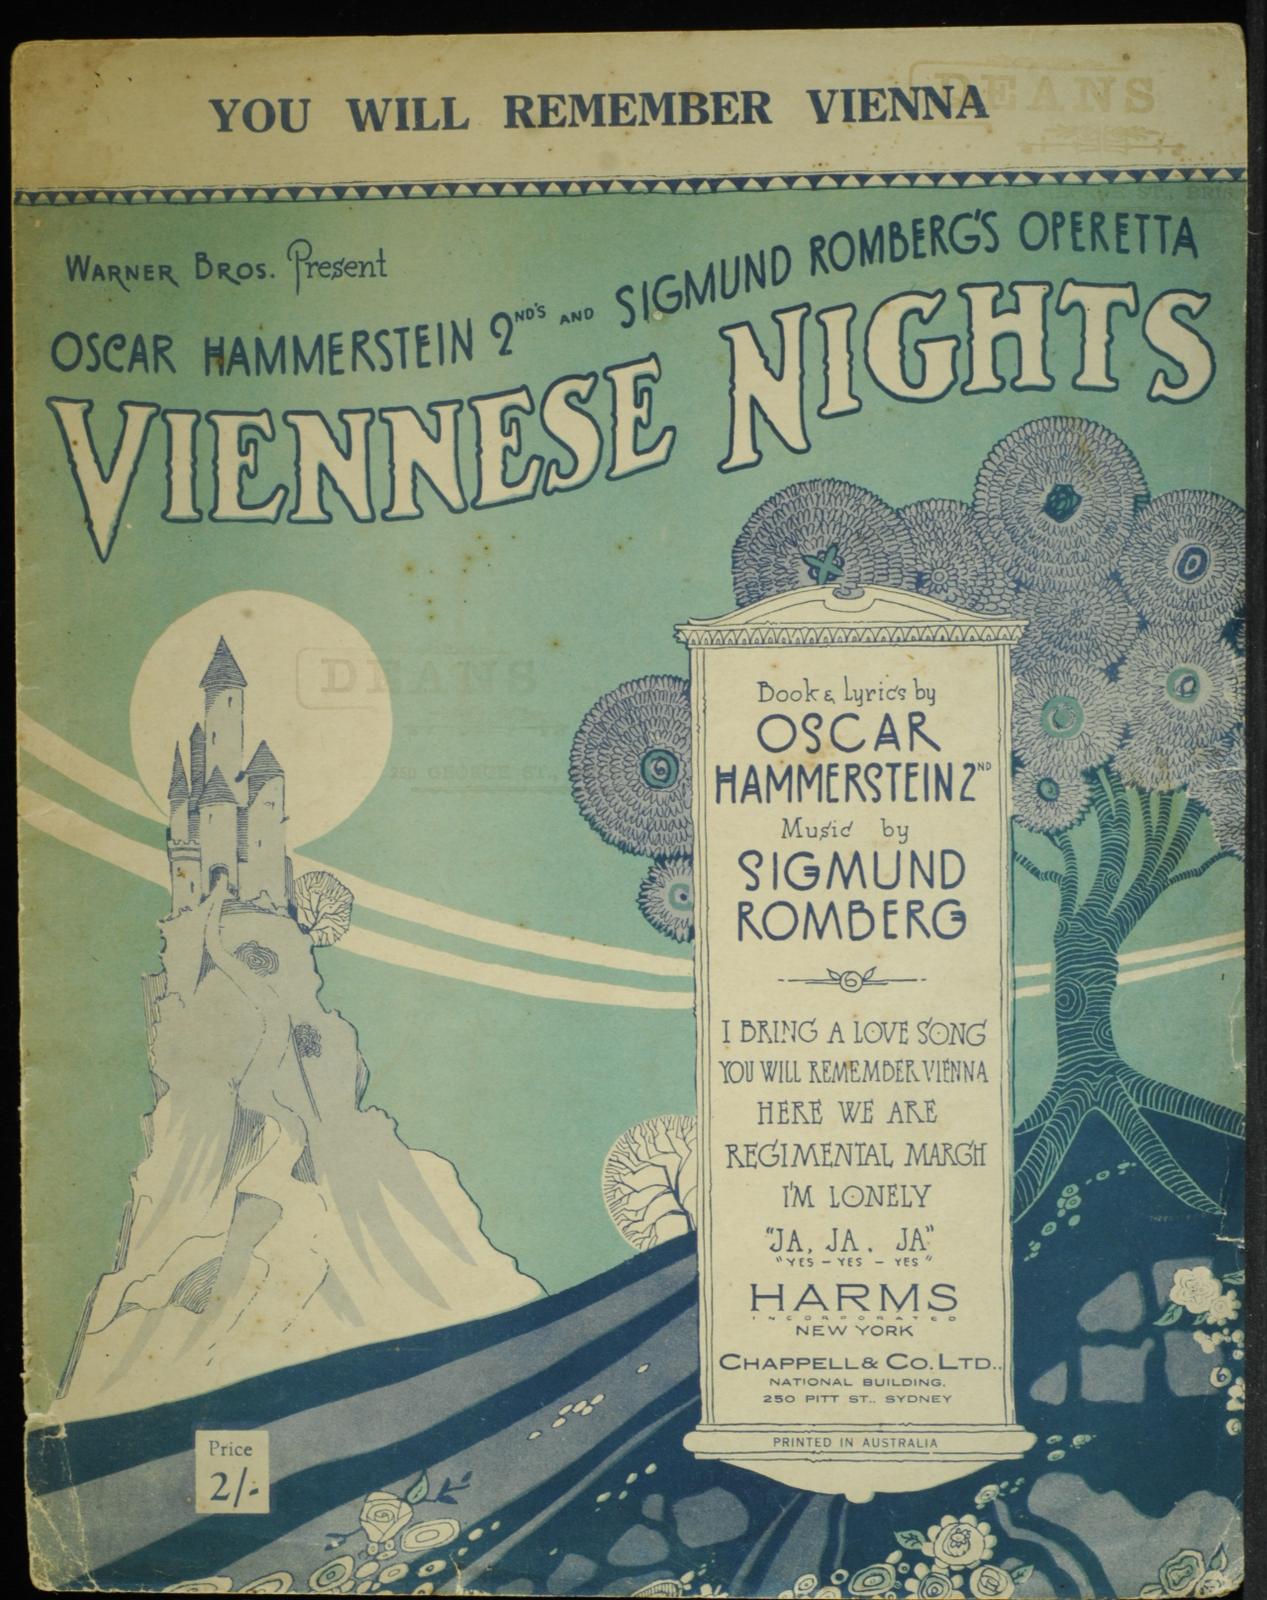 YOU WILL REMEMBER VIENNA
DEANS
WARNER BROS. Present
OSCAR HAMMERSTEIN 2ND'S AND SIGMUND ROMBERG'S OPERETTA
VIENNESE NIGHTS
DEANS
GEORGE ST.,
Book & Lyrics by
OSCAR
HAMMERSTEIN 2ND
Music by
SIGMUND
ROMBERG
I BRING A LOVE SONG
YOU WILL REMEMBER VIENNA
HERE WE ARE
REGIMENTAL MARCH
I'M LONELY
"JA, JA, JA"
"YES - YES - YES"
HARMS
INCORPORATED
NEW YORK
CHAPPELL & CO. LTD.
NATIONAL BUILDING.
250 PITT ST., SYDNEY
PRINTED IN AUSTRALIA
Price
2/-